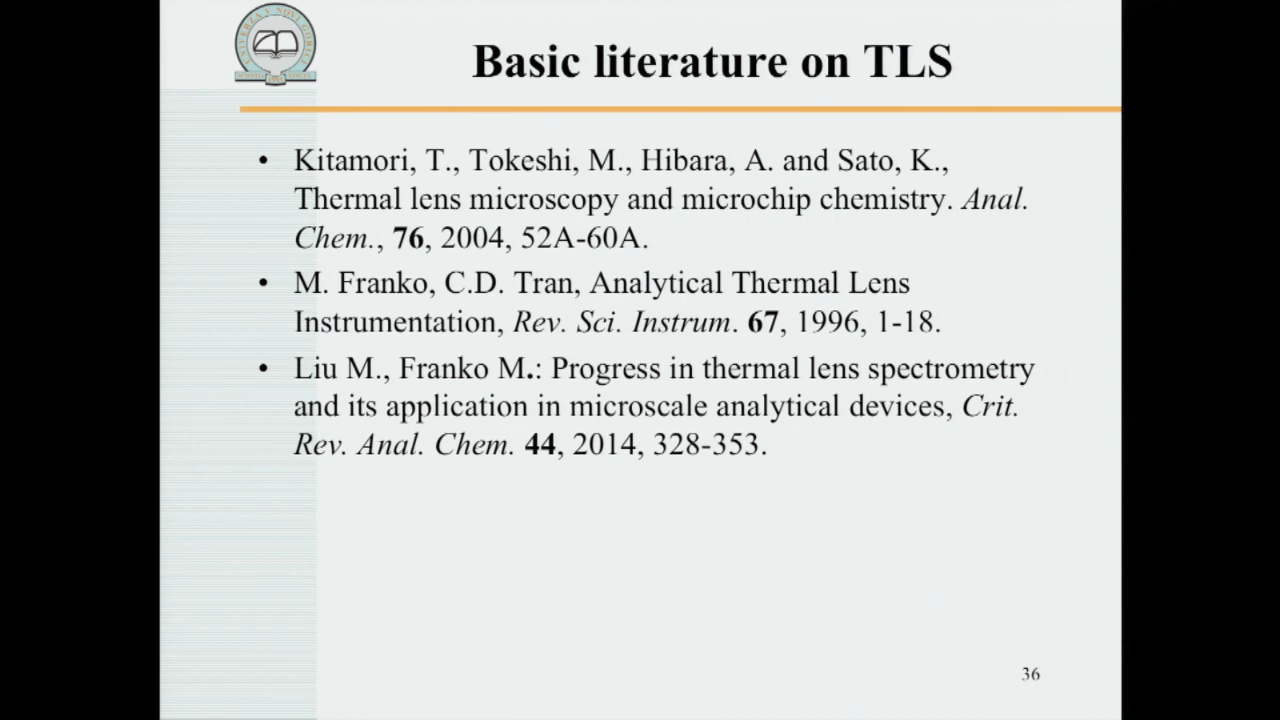 Basic literature on TLS
• Kitamori, T., Tokeshi, M., Hibara, A. and Sato, K.,
Thermal lens microscopy and microchip chemistry. Anal.
Chem., 76, 2004, 52A-60A.
• M. Franko, C.D. Tran, Analytical Thermal Lens
Instrumentation, Rev. Sci. Instrum. 67, 1996, 1-18.
• Liu M., Franko M.: Progress in thermal lens spectrometry
and its application in microscale analytical devices, Crit.
Rev. Anal. Chem. 44, 2014, 328-353.
36